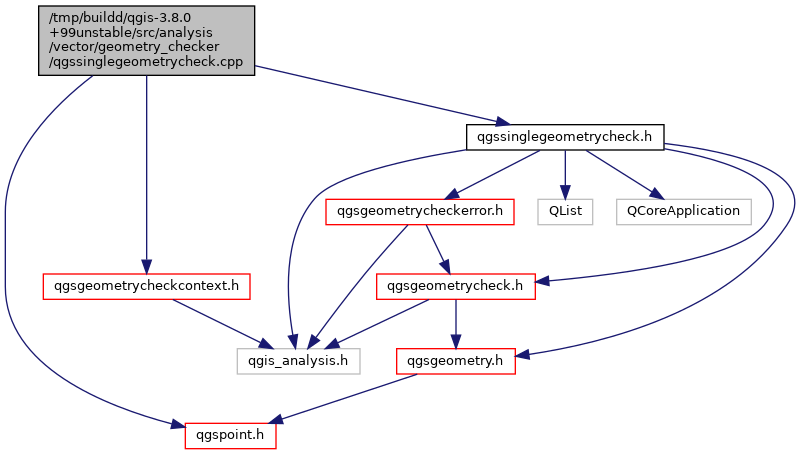 /tmp/buildd/qgis-3.8.0
+99unstable/src/analysis
/vector/geometry_checker
/qgssinglegeometrycheck.cpp
qgssinglegeometrycheck.h
qgsgeometrycheckerror.h
QList
QCoreApplication
qgsgeometrycheckcontext.h
qgsgeometrycheck.h
qgis_analysis.h
qgsgeometry.h
qgspoint.h